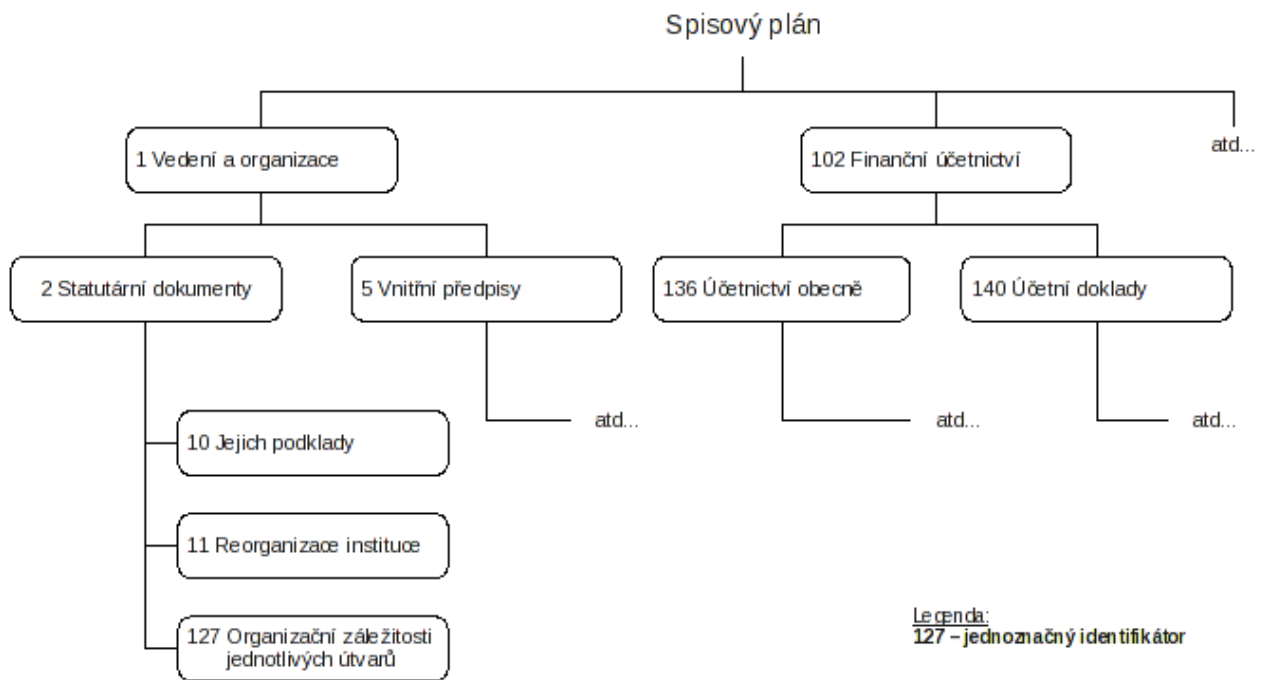 Spisový plán
1 Vedení a organizace
102 Finanční účetnictví
atd...
2 Statutární dokumenty
5 Vnitřní předpisy
136 Účetnictví obecně
140 Účetní doklady
atd...
atd...
atd...
10 Jejich podklady
11 Reorganizace instituce
127 Organizační záležitosti
jednotlivých útvarů
Legenda:
127 – jednoznačný identifikátor